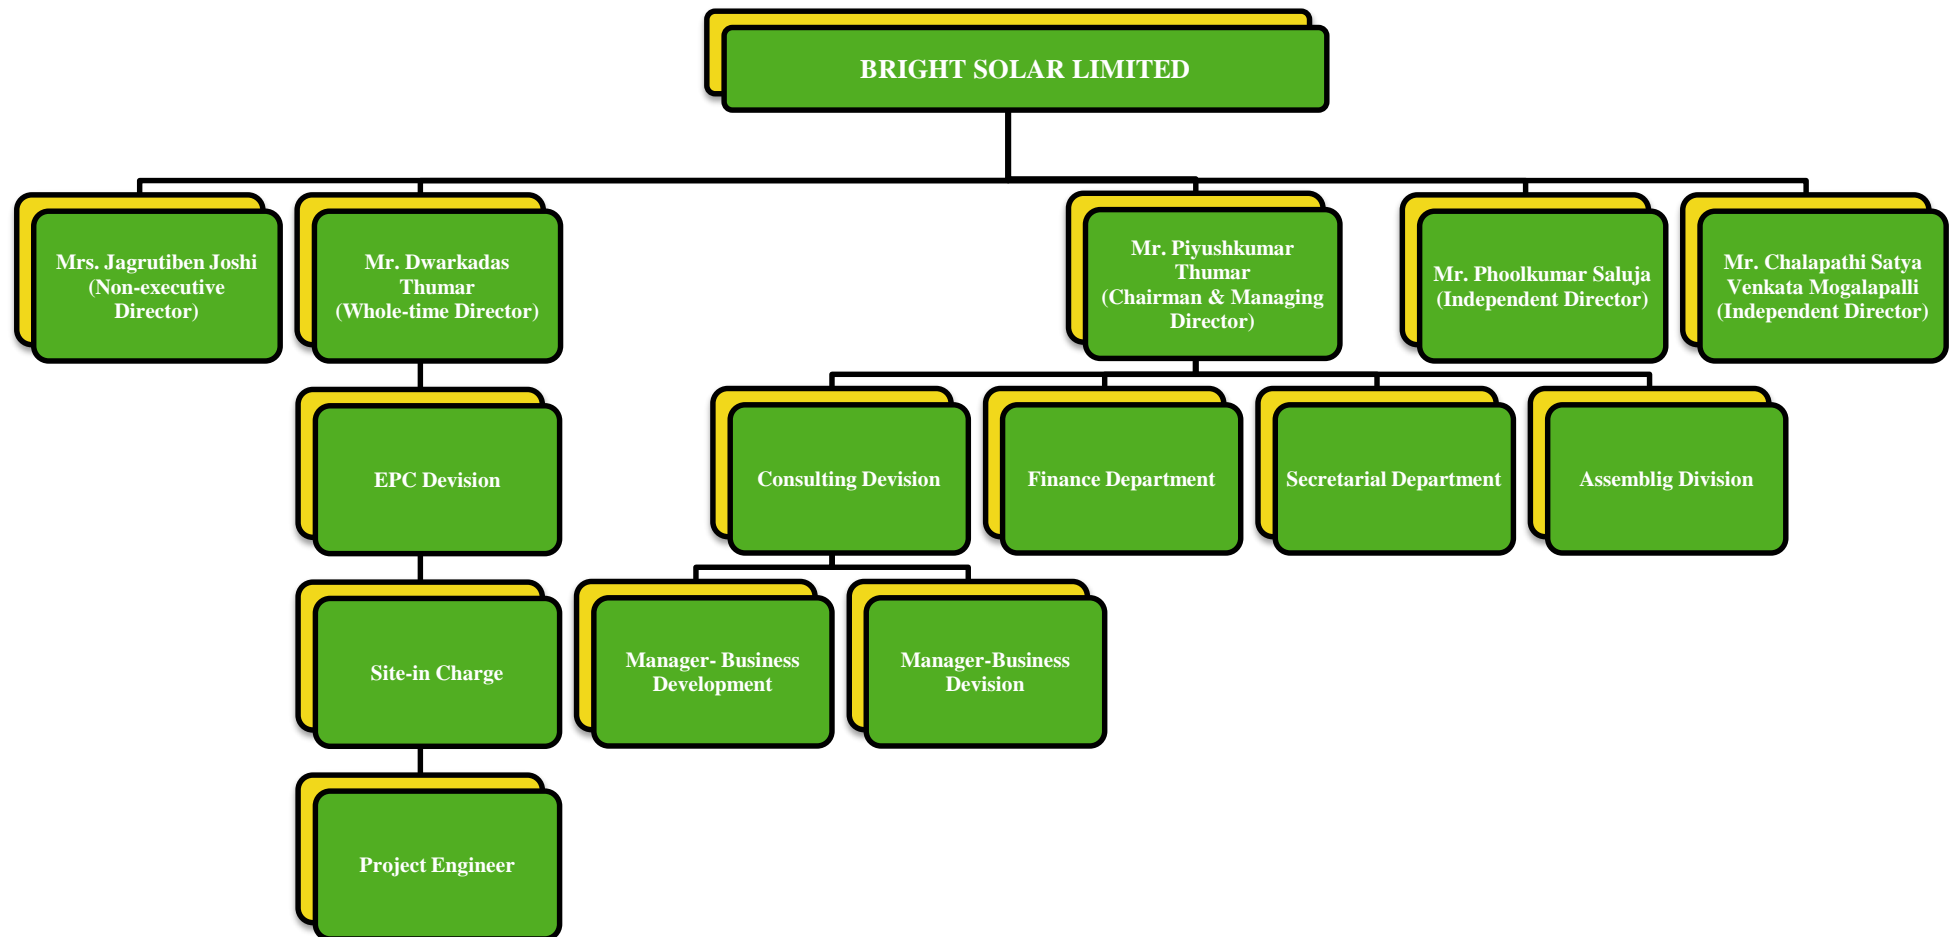 BRIGHT SOLAR LIMITED
Mrs. Jagrutiben Joshi
(Non-executive
Director)
Mr. Dwarkadas
Thumar
(Whole-time Director)
Mr. Piyushkumar
Thumar
(Chairman & Managing
Director)
Mr. Phoolkumar Saluja
(Independent Director)
Mr. Chalapathi Satya
Venkata Mogalapalli
(Independent Director)
EPC Devision
Consulting Devision
Finance Department
Secretarial Department
Assemblig Division
Site-in Charge
Manager- Business
Development
Manager-Business
Devision
Project Engineer